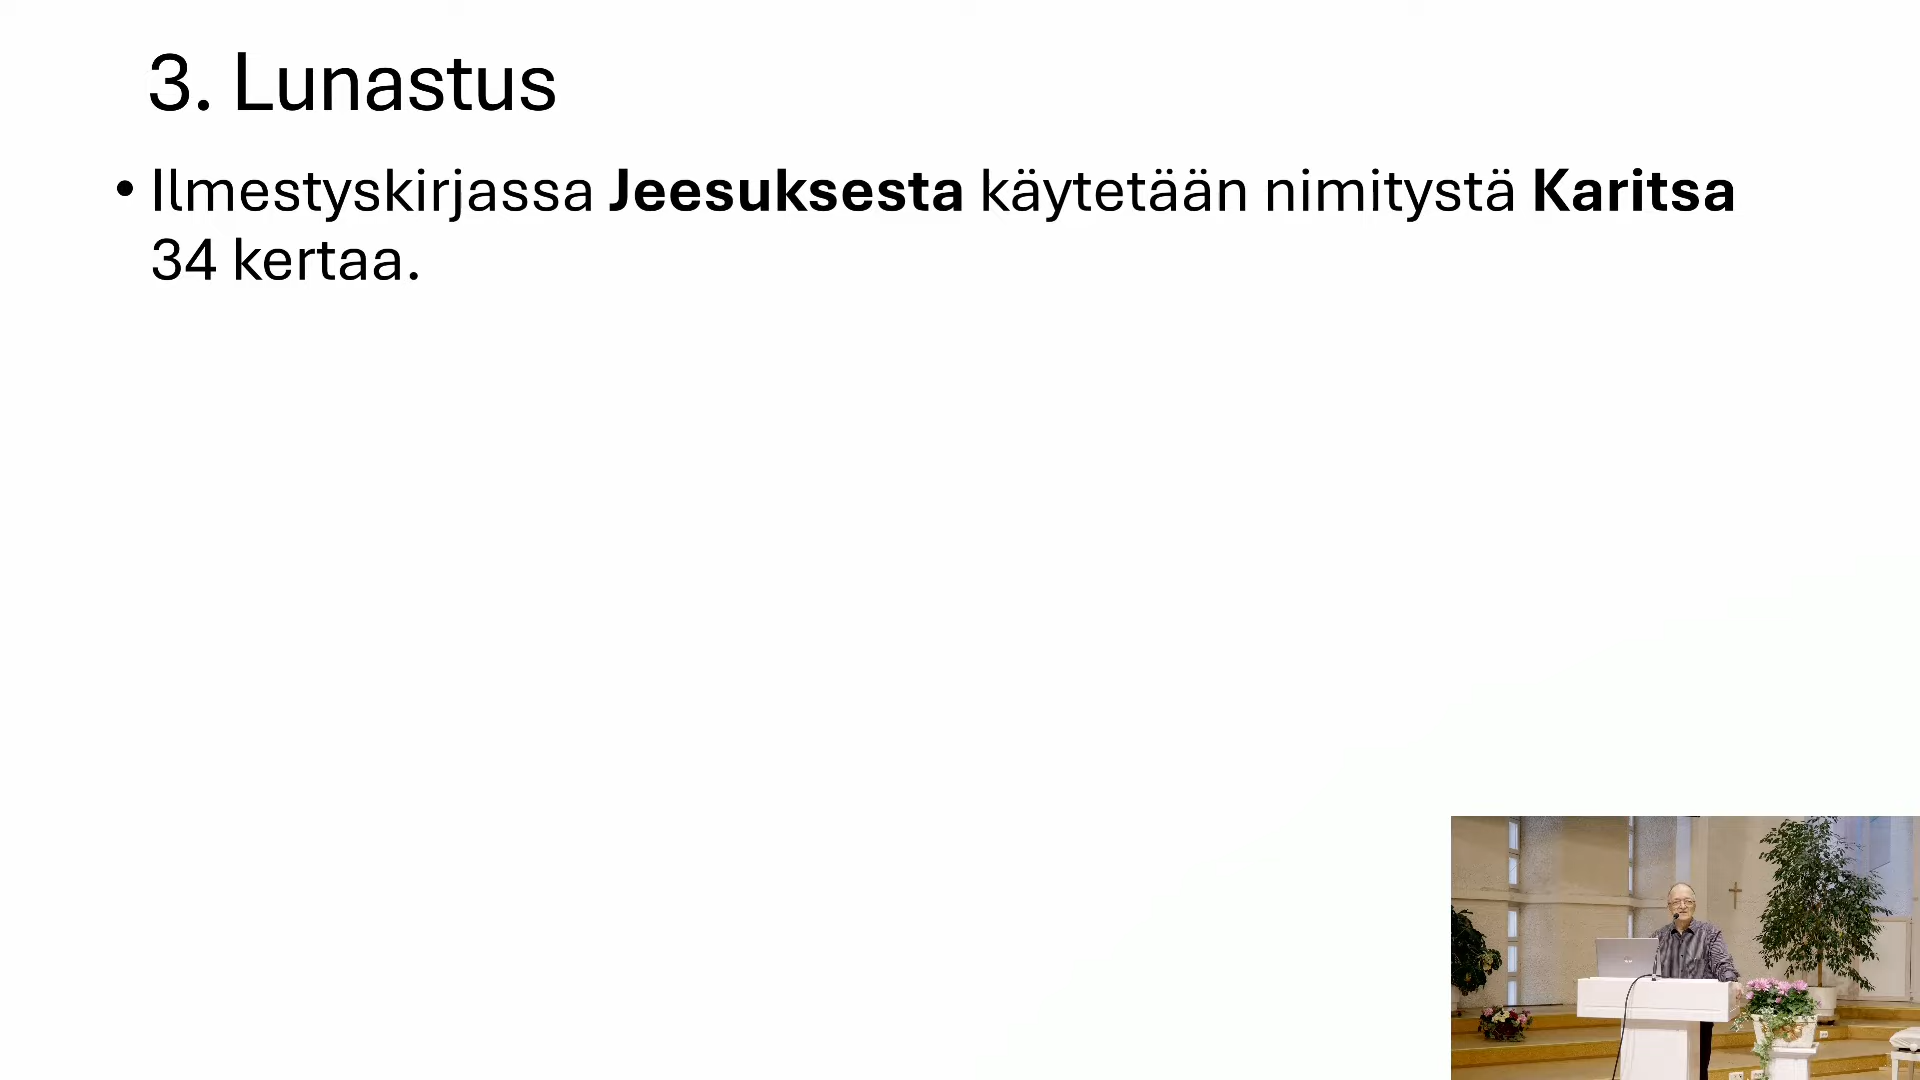 3. Lunastus
• Ilmestyskirjassa Jeesuksesta käytetään nimitystä Karitsa
34 kertaa.